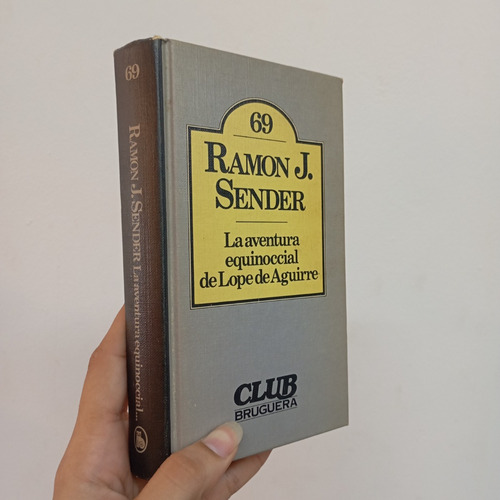 69
RAMON J. SENDER La aventura equinoccial...
69
RAMON J.
SENDER
La aventura
equinoccial
de Lope de Aguirre
CLUB
BRUGUERA